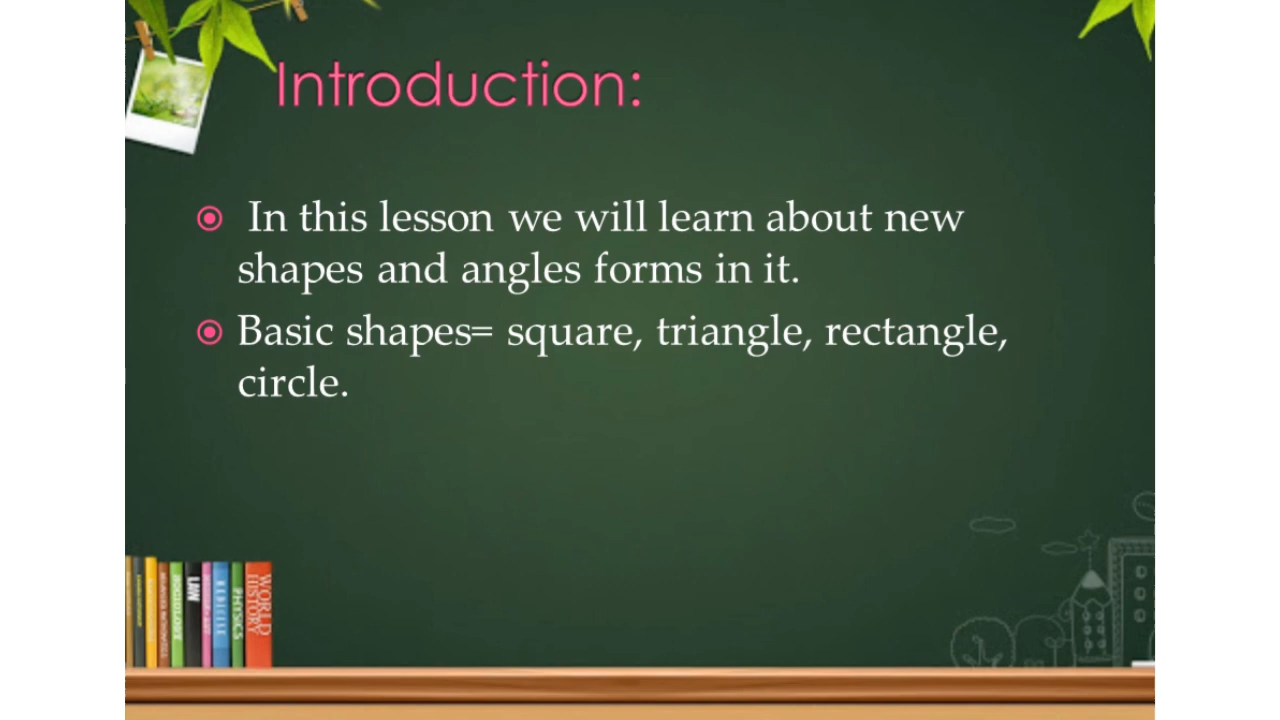 Introduction:
In this lesson we will learn about new
shapes and angles forms in it.
Basic shapes= square, triangle, rectangle,
circle.
SOCIOLOGY
LAW
PHYSICS
WORLD
HISTORY